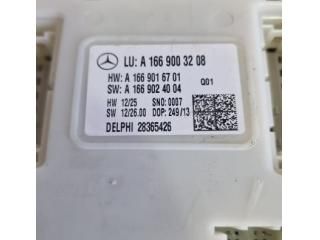 LU: A 166 900 32 08
HW: A 166 901 67 01
SW: A 166 902 40 04
Q01
HW 12/25 SNO:0007
SW 12/26.00 DOP: 249/13
DELPHI 28365426